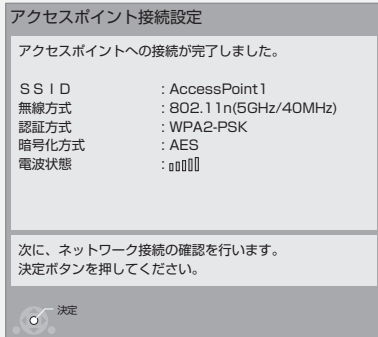 アクセスポイント接続設定
アクセスポイントへの接続が完了しました。
ＳＳＩＤ : AccessPoint1
無線方式 : 802.11n(5GHz/40MHz)
認証方式 : WPA2-PSK
暗号化方式 : AES
電波状態 :
次に、ネットワーク接続の確認を行います。
決定ボタンを押してください。
決定